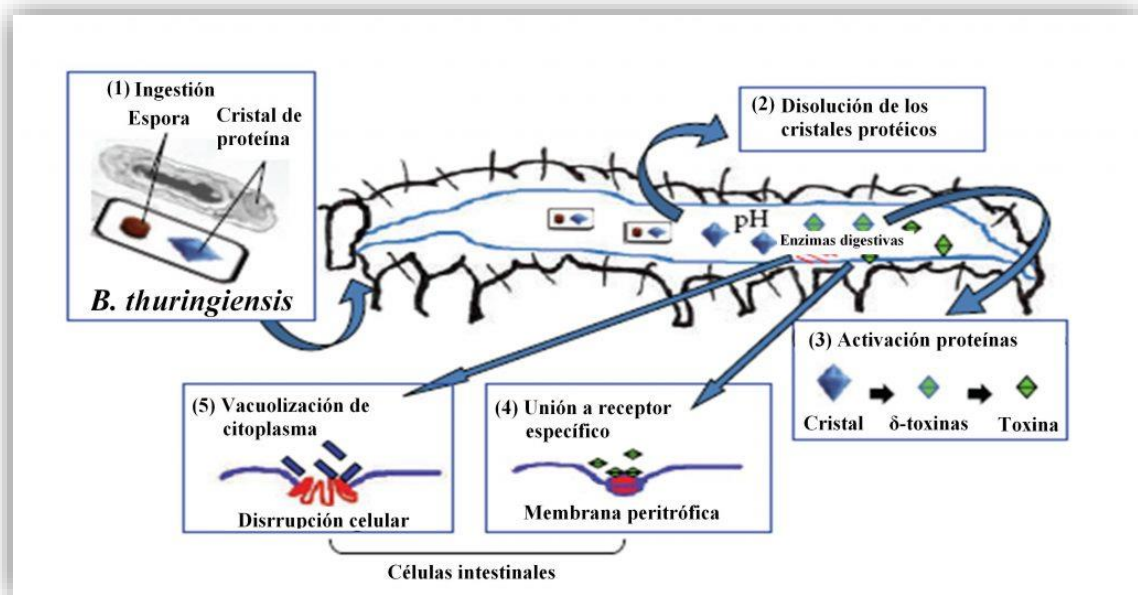 (1) Ingestión
Espora
Cristal de
proteína
B. thuringiensis
(2) Disolución de los
cristales protéicos
pH
Enzimas digestivas
(3) Activación proteínas
Cristal
δ-toxinas
Toxina
(4) Unión a receptor
específico
Membrana peritrófica
(5) Vacuolización de
citoplasma
Disrrupción celular
Células intestinales